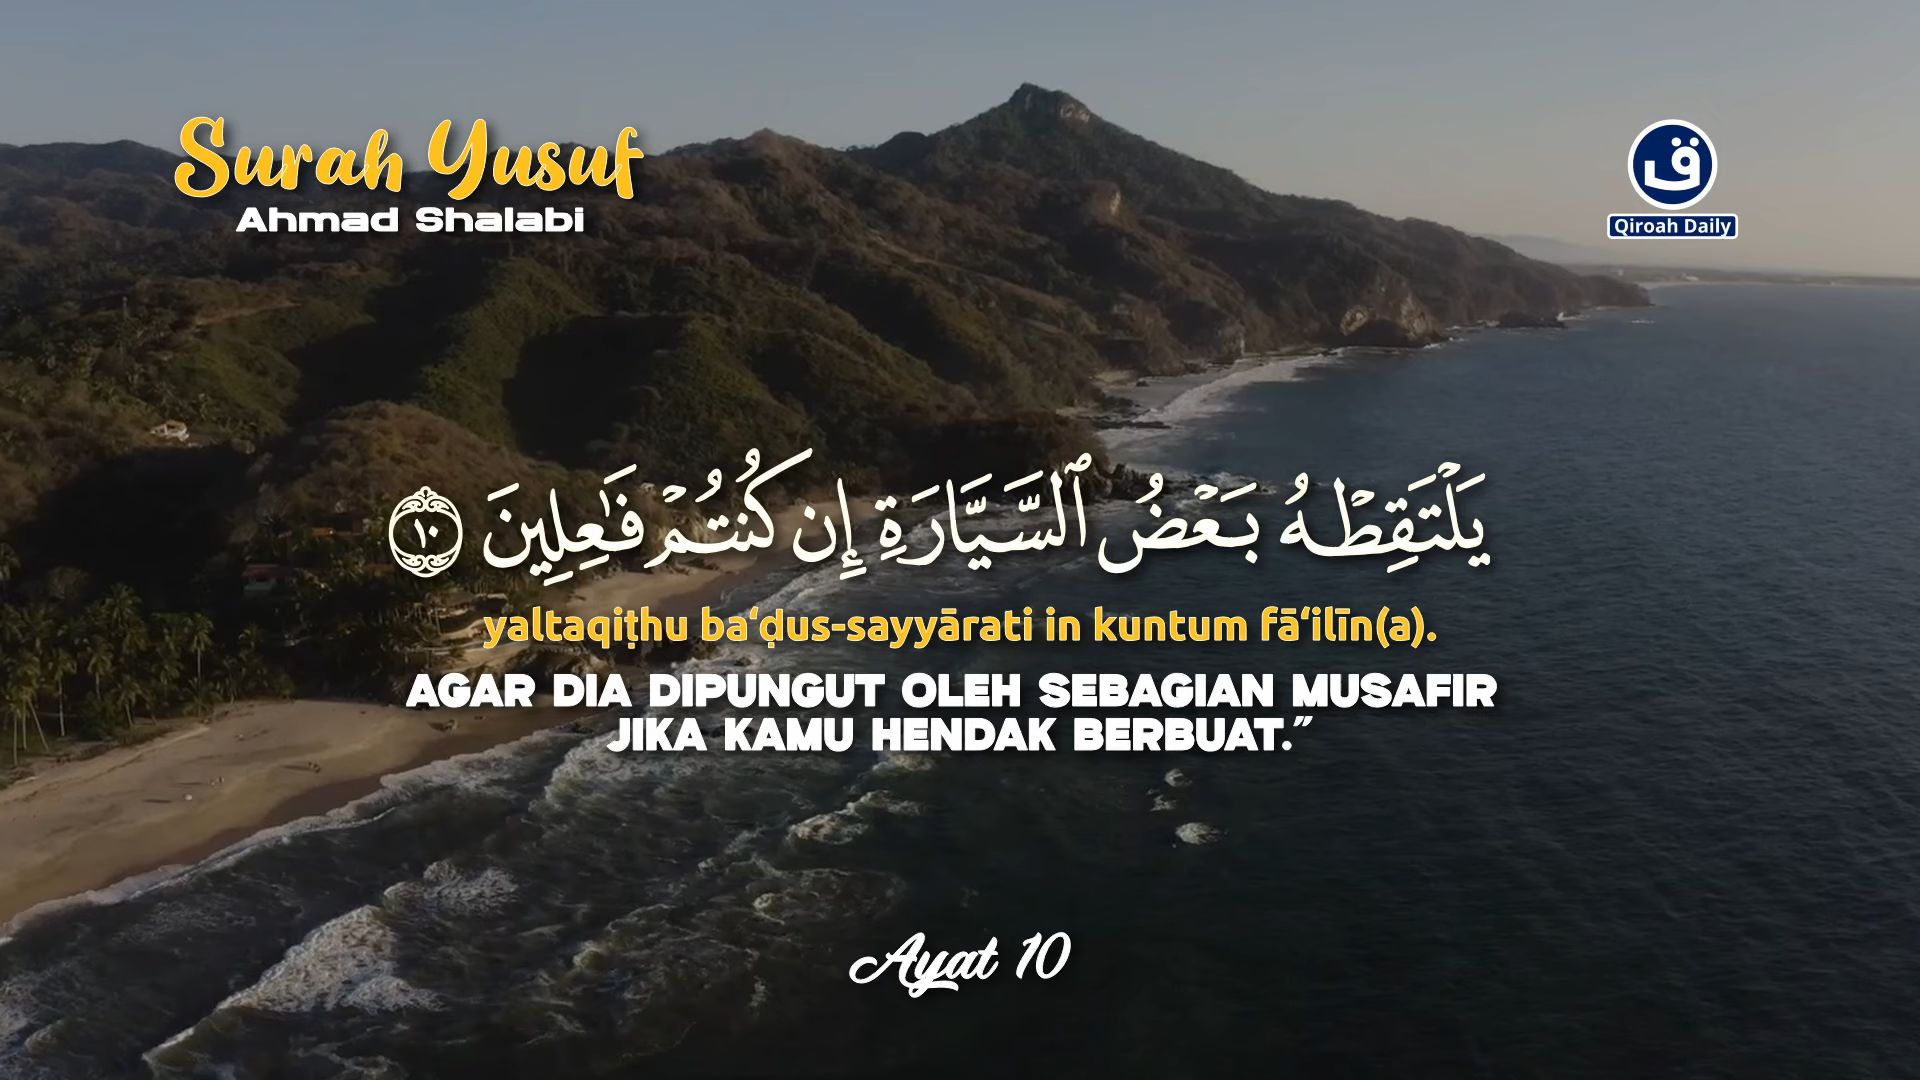 Surah Yusuf
Ahmad Shalabi
ق
Qiroah Daily
يَلْتَقِطْهُ بَعْضُ ٱلسَّيَّارَةِ إِن كُنتُمْ فَٰعِلِينَ ١٠
yaltaqiṭhu ba‘ḍus-sayyārati in kuntum fā‘ilīn(a).
AGAR DIA DIPUNGUT OLEH SEBAGIAN MUSAFIR
JIKA KAMU HENDAK BERBUAT.”
Ayat 10